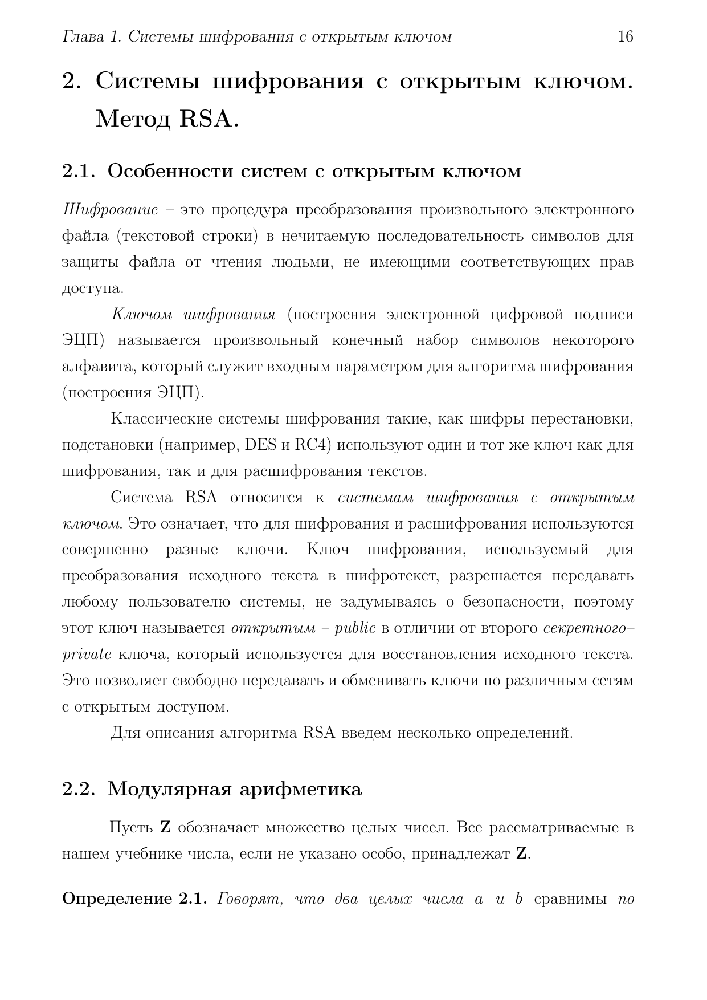 Глава 1. Системы шифрования с открытым ключом 16
2. Системы шифрования с открытым ключом.
Метод RSA.
2.1. Особенности систем с открытым ключом
Шифрование – это процедура преобразования произвольного электронного
файла (текстовой строки) в нечитаемую последовательность символов для
защиты файла от чтения людьми, не имеющими соответствующих прав
доступа.
Ключом шифрования (построения электронной цифровой подписи
ЭЦП) называется произвольный конечный набор символов некоторого
алфавита, который служит входным параметром для алгоритма шифрования
(построения ЭЦП).
Классические системы шифрования такие, как шифры перестановки,
подстановки (например, DES и RC4) используют один и тот же ключ как для
шифрования, так и для расшифрования текстов.
Система RSA относится к системам шифрования с открытым
ключом. Это означает, что для шифрования и расшифрования используются
совершенно разные ключи. Ключ шифрования, используемый для
преобразования исходного текста в шифротекст, разрешается передавать
любому пользователю системы, не задумываясь о безопасности, поэтому
этот ключ называется открытым – public в отличии от второго секретного–
private ключа, который используется для восстановления исходного текста.
Это позволяет свободно передавать и обменивать ключи по различным сетям
с открытым доступом.
Для описания алгоритма RSA введем несколько определений.
2.2. Модулярная арифметика
Пусть Z обозначает множество целых чисел. Все рассматриваемые в
нашем учебнике числа, если не указано особо, принадлежат Z.
Определение 2.1. Говорят, что два целых числа a и b сравнимы по